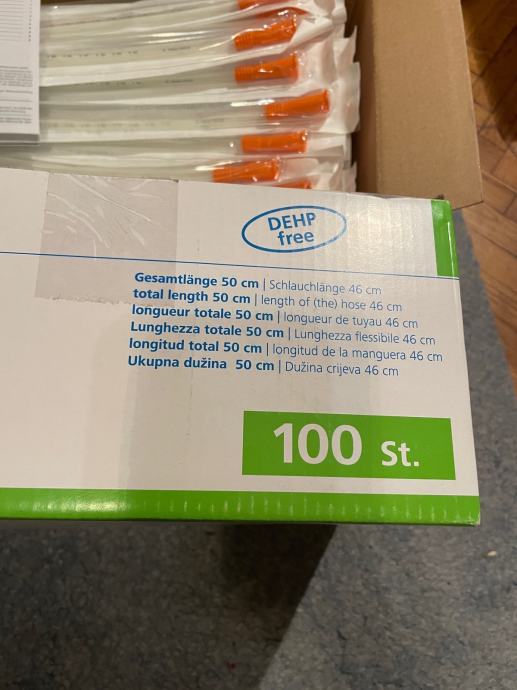 DEHP
free
Gesamtlänge 50 cm | Schlauchlänge 46 cm
total length 50 cm | length of (the) hose 46 cm
longueur totale 50 cm | longueur de tuyau 46 cm
Lunghezza totale 50 cm | Lunghezza flessibile 46 cm
longitud total 50 cm | longitud de la manguera 46 cm
Ukupna dužina 50 cm | Dužina crijeva 46 cm
100 St.